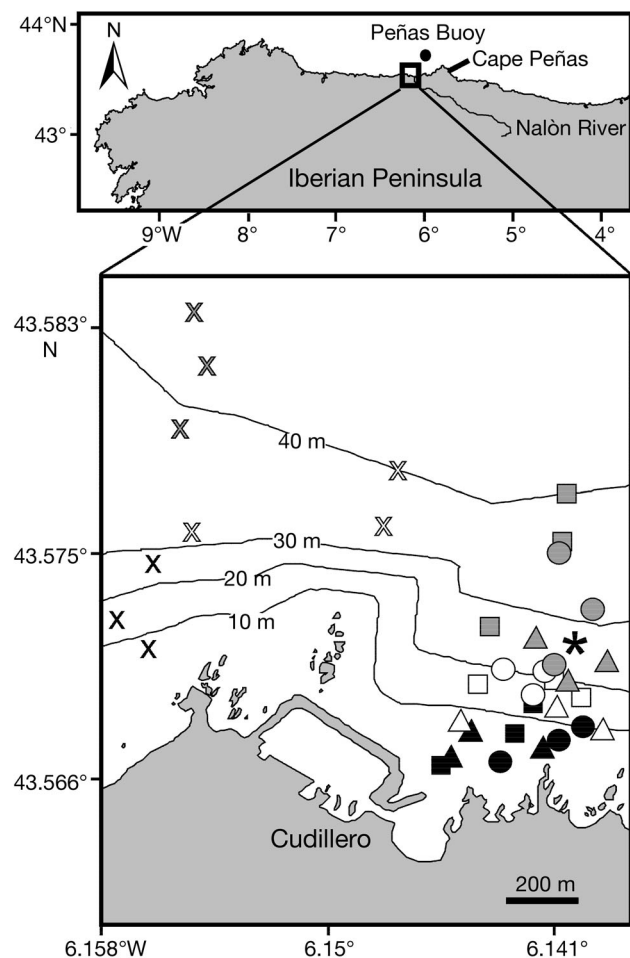 44°N
N
Peñas Buoy
Cape Peñas
43°
Nalòn River
Iberian Peninsula
9°W 8° 7° 6° 5° 4°
43.583°
N
40 m
43.575°
30 m
20 m
10 m
43.566°
Cudillero
200 m
6.158°W 6.15° 6.141°